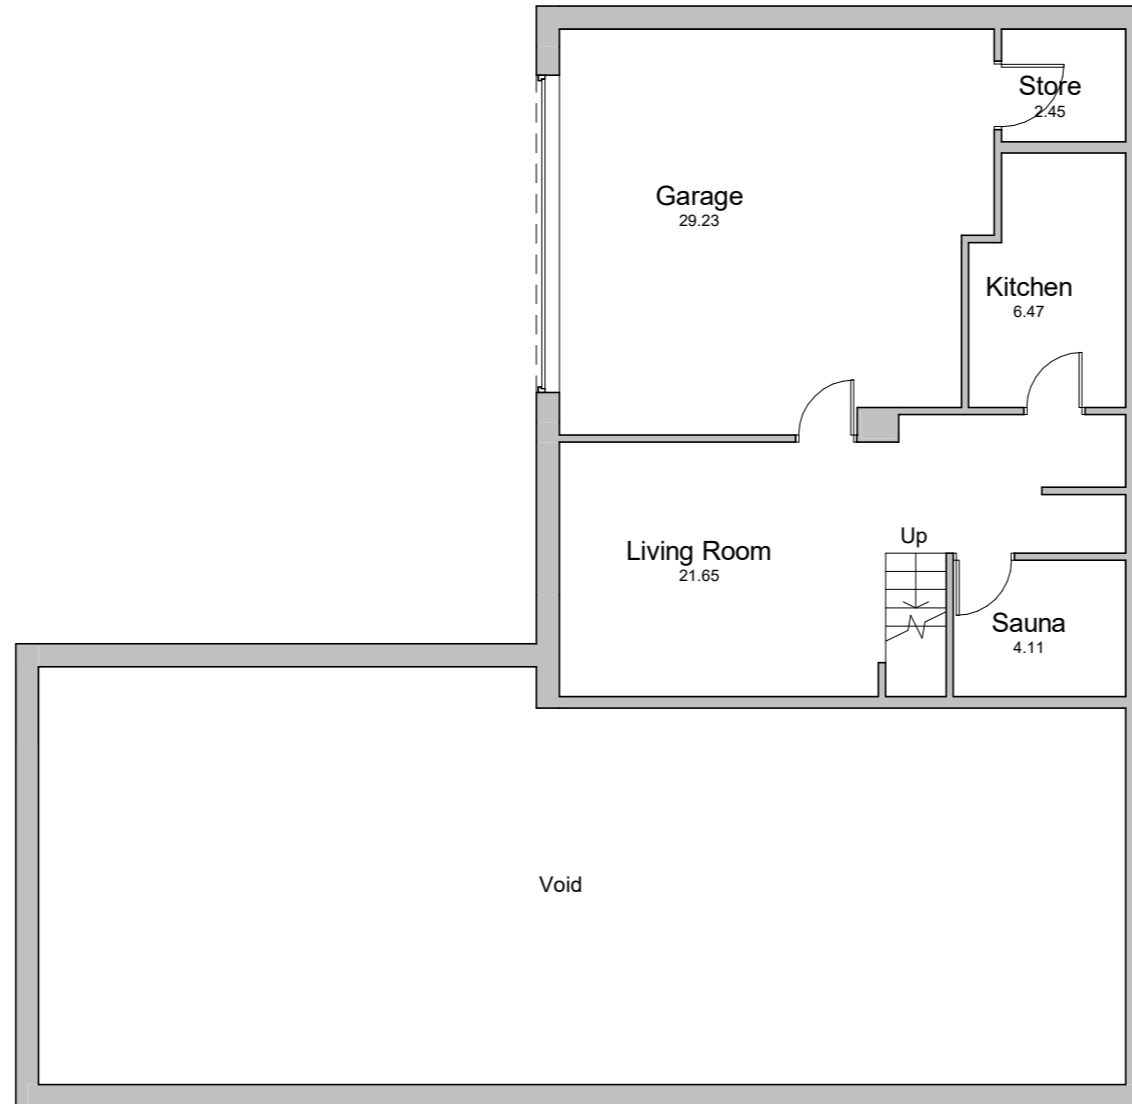 Store
2.45
Garage
29.23
Kitchen
6.47
Up
Living Room
21.65
Sauna
4.11
Void